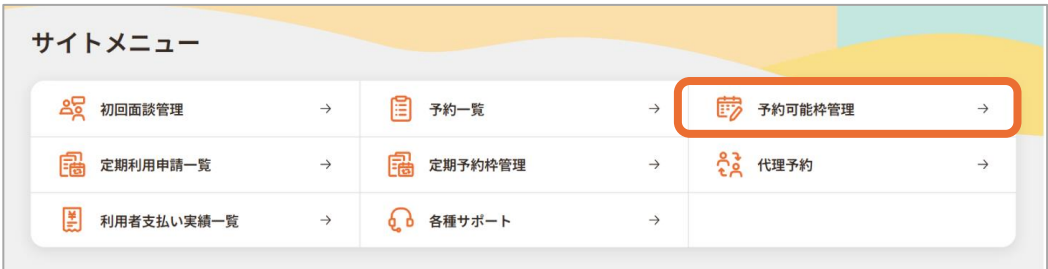 サイトメニュー
初回面談管理 →
予約一覧 →
予約可能枠管理 →
定期利用申請一覧 →
定期予約枠管理 →
代理予約 →
利用者支払い実績一覧 →
各種サポート →